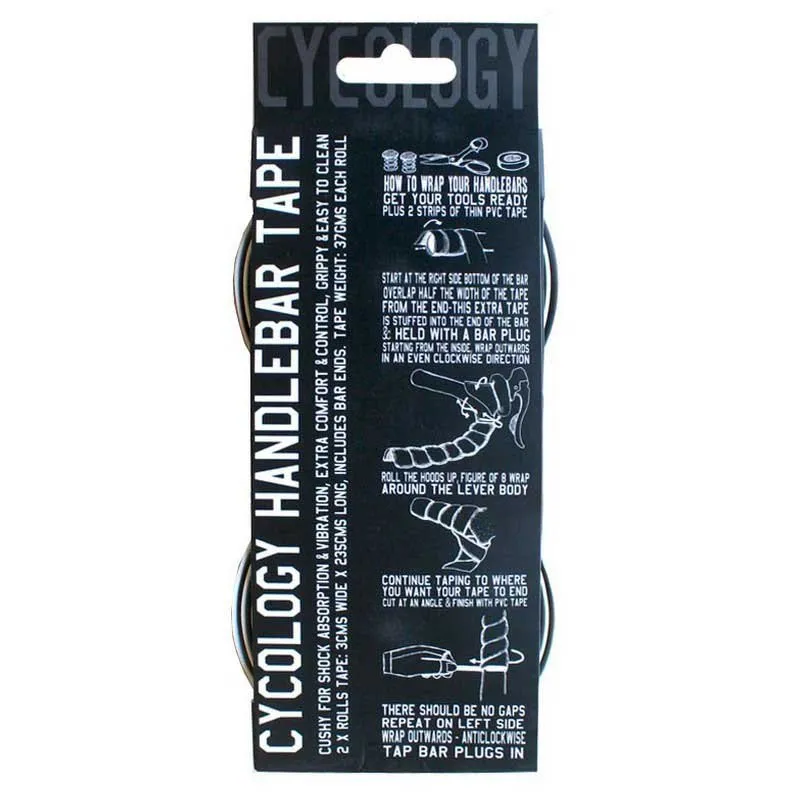 CYCOLOGY
CYCOLOGY HANDLEBAR TAPE
CUSHY FOR SHOCK ABSORPTION & VIBRATION, EXTRA COMFORT & CONTROL, GRIPPY & EASY TO CLEAN
2 X ROLLS TAPE: 3CMS WIDE X 235CMS LONG, INCLUDES BAR ENDS. TAPE WEIGHT: 37GMS EACH ROLL
HOW TO WRAP YOUR HANDLEBARS
GET YOUR TOOLS READY
PLUS 2 STRIPS OF THIN PVC TAPE
START AT THE RIGHT SIDE BOTTOM OF THE BAR
OVERLAP HALF THE WIDTH OF THE TAPE
FROM THE END-THIS EXTRA TAPE
IS STUFFED INTO THE END OF THE BAR
& HELD WITH A BAR PLUG
STARTING FROM THE INSIDE, WRAP OUTWARDS
IN AN EVEN CLOCKWISE DIRECTION
ROLL THE HOODS UP, FIGURE OF 8 WRAP
AROUND THE LEVER BODY
CONTINUE TAPING TO WHERE
YOU WANT YOUR TAPE TO END
CUT AT AN ANGLE & FINISH WITH PVC TAPE
THERE SHOULD BE NO GAPS
REPEAT ON LEFT SIDE
WRAP OUTWARDS - ANTICLOCKWISE
TAP BAR PLUGS IN